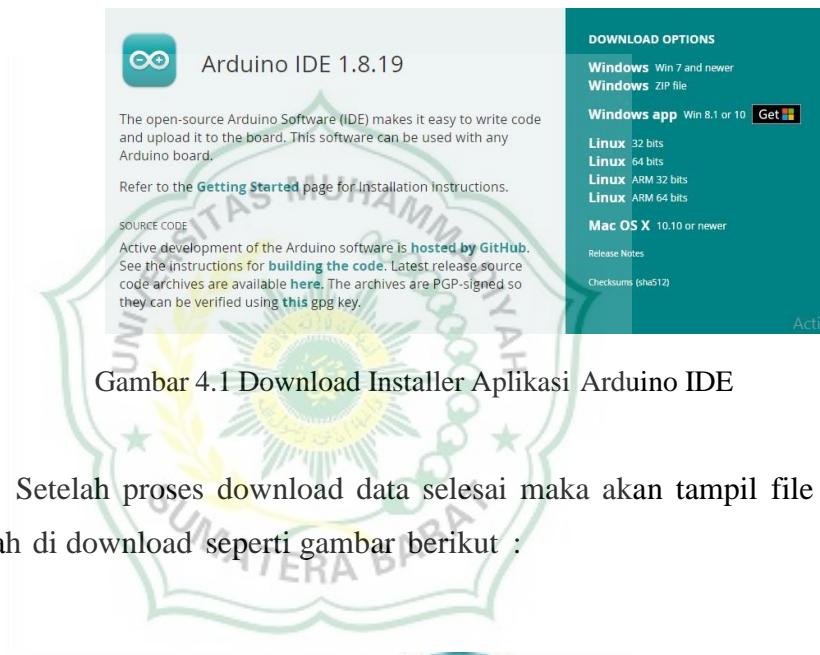 Arduino IDE 1.8.19
The open-source Arduino Software (IDE) makes it easy to write code
and upload it to the board. This software can be used with any
Arduino board.
Refer to the Getting Started page for Installation instructions.
SOURCE CODE
Active development of the Arduino software is hosted by GitHub.
See the instructions for building the code. Latest release source
code archives are available here. The archives are PGP-signed so
they can be verified using this gpg key.
DOWNLOAD OPTIONS
Windows Win 7 and newer
Windows ZIP file
Windows app Win 8.1 or 10 Get
Linux 32 bits
Linux 64 bits
Linux ARM 32 bits
Linux ARM 64 bits
Mac OS X 10.10 or newer
Release Notes
Checksums (sha512)
Acti
UNIVERSITAS MUHAMMADIYAH
SUMATERA BARAT
Gambar 4.1 Download Installer Aplikasi Arduino IDE
Setelah proses download data selesai maka akan tampil file
ah di download seperti gambar berikut :